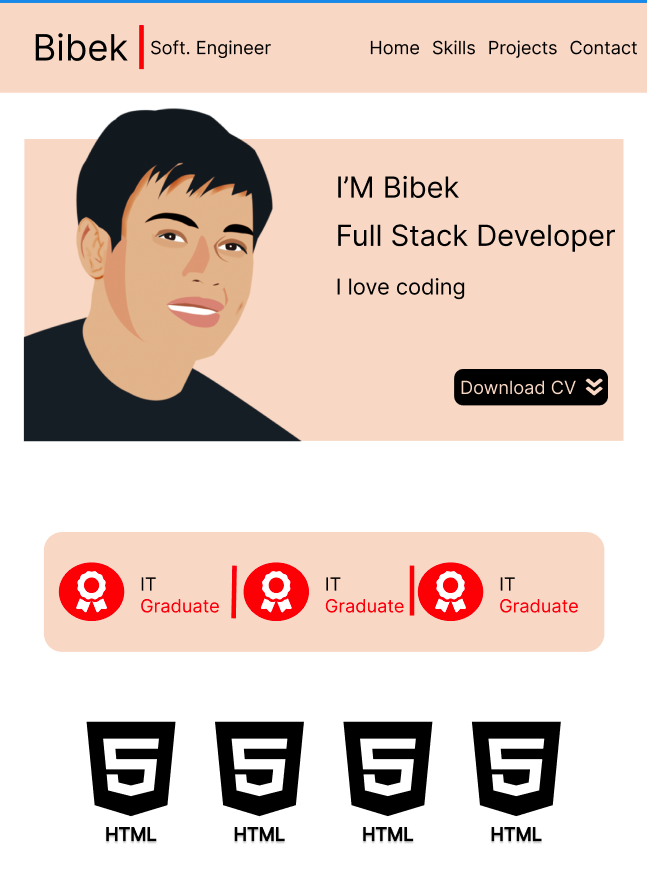 Bibek Soft. Engineer Home Skills Projects Contact
I’M Bibek
Full Stack Developer
I love coding
Download CV
IT IT IT
Graduate Graduate Graduate
HTML HTML HTML HTML